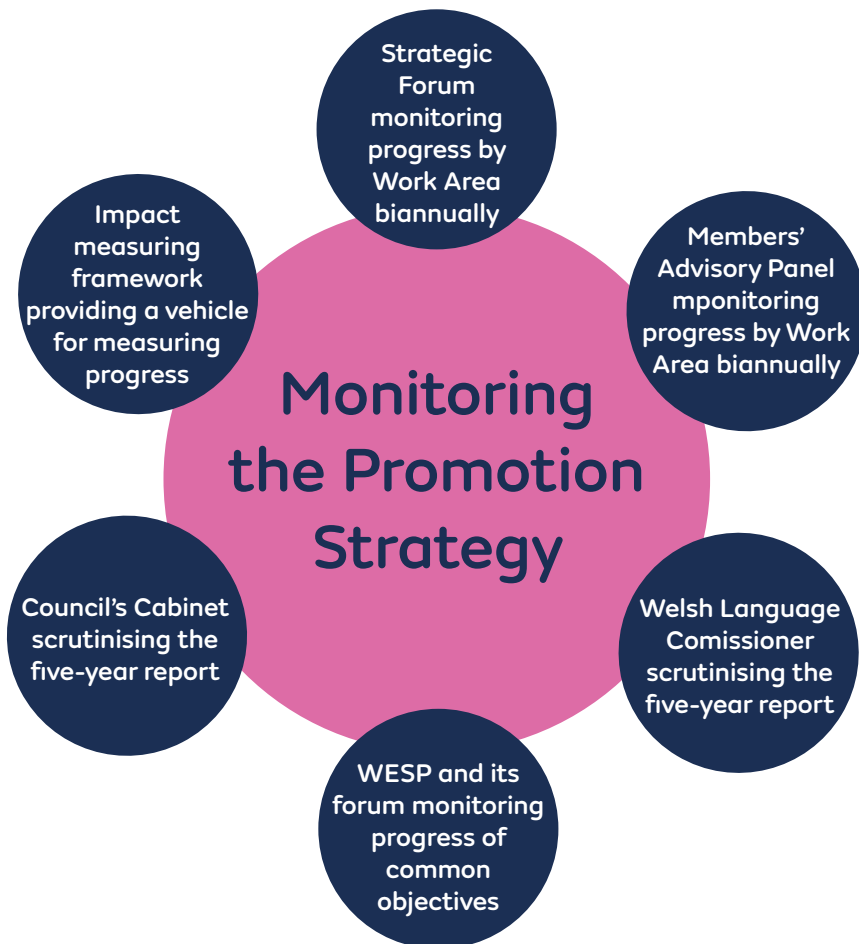 Strategic
Forum
monitoring
progress by
Work Area
biannually
Members’
Advisory Panel
mponitoring
progress by Work
Area biannually
Welsh Language
Comissioner
scrutinising the
five-year report
WESP and its
forum monitoring
progress of
common
objectives
Council’s Cabinet
scrutinising the
five-year report
Impact
measuring
framework
providing a vehicle
for measuring
progress
Monitoring
the Promotion
Strategy